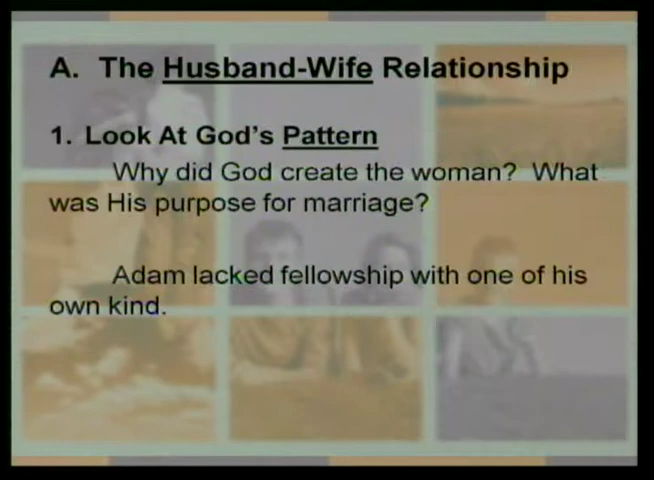 A. The Husband-Wife Relationship
1. Look At God's Pattern
Why did God create the woman? What
was His purpose for marriage?
Adam lacked fellowship with one of his
own kind.